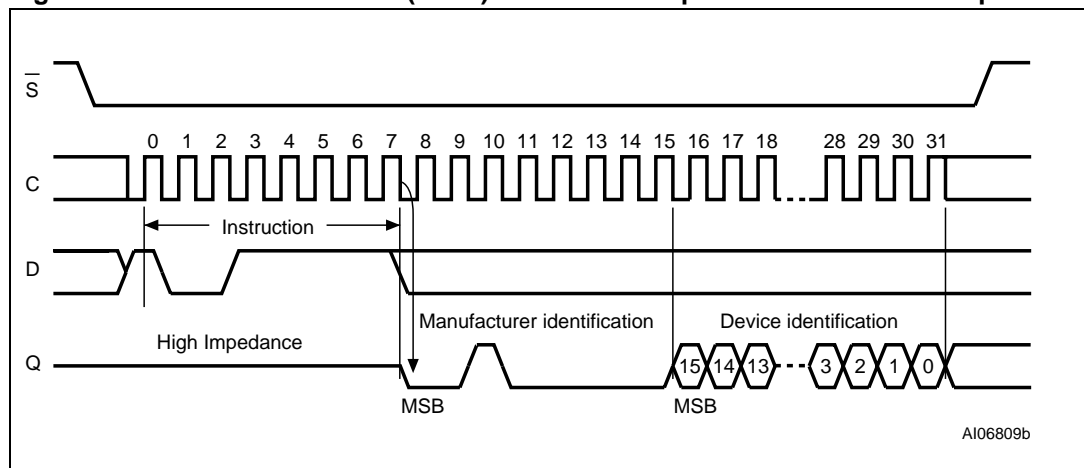 S
0 1 2 3 4 5 6 7 8 9 10 11 12 13 14 15 16 17 18 28 29 30 31
C
Instruction
D
Manufacturer identification Device identification
High Impedance
Q
15 14 13 3 2 1 0
MSB MSB
AI06809b